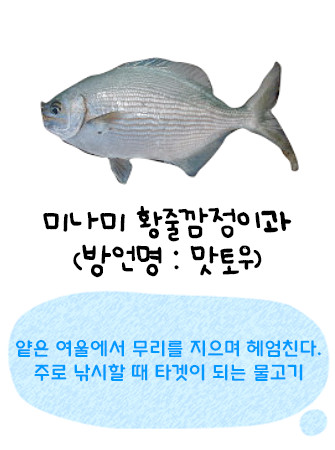 미나미 황줄깜점이과
(방언명 : 맛토우)
얕은 여울에서 무리를 지으며 헤엄친다.
주로 낚시할 때 타겟이 되는 물고기